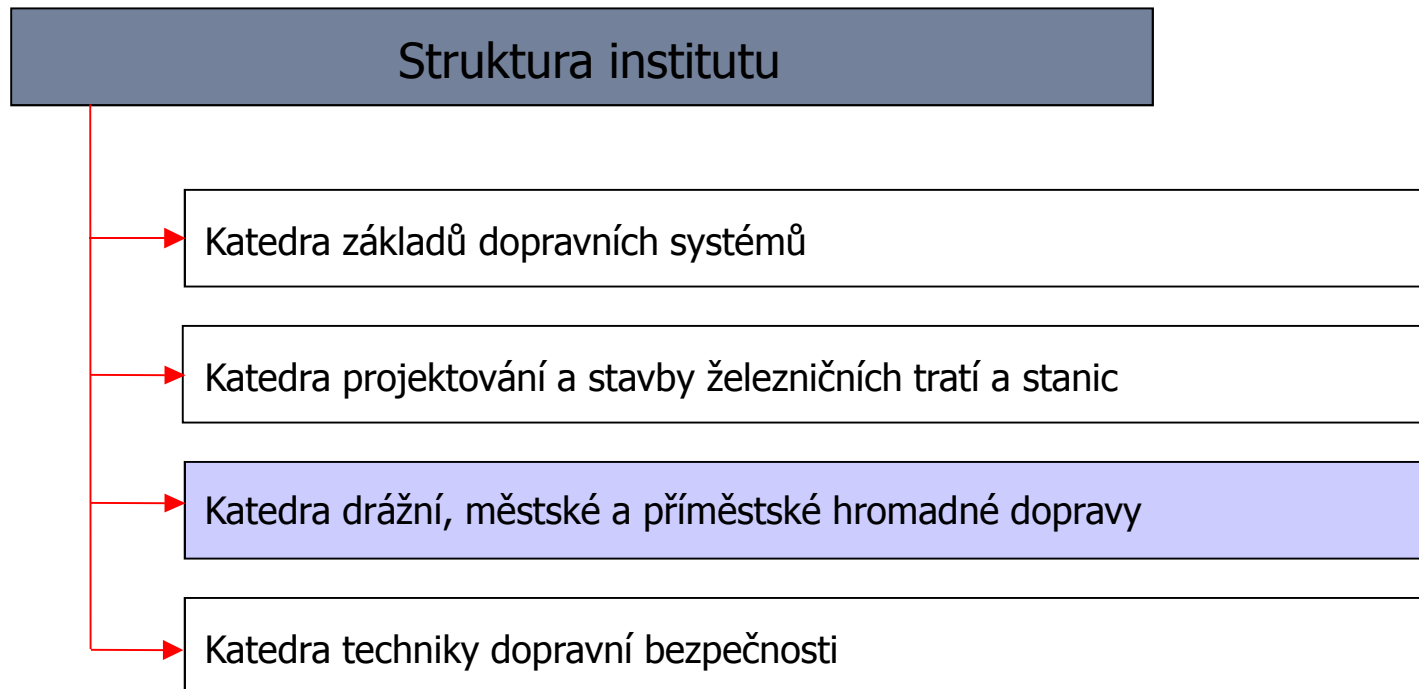 Struktura institutu
Katedra základů dopravních systémů
Katedra projektování a stavby železničních tratí a stanic
Katedra drážní, městské a příměstské hromadné dopravy
Katedra techniky dopravní bezpečnosti